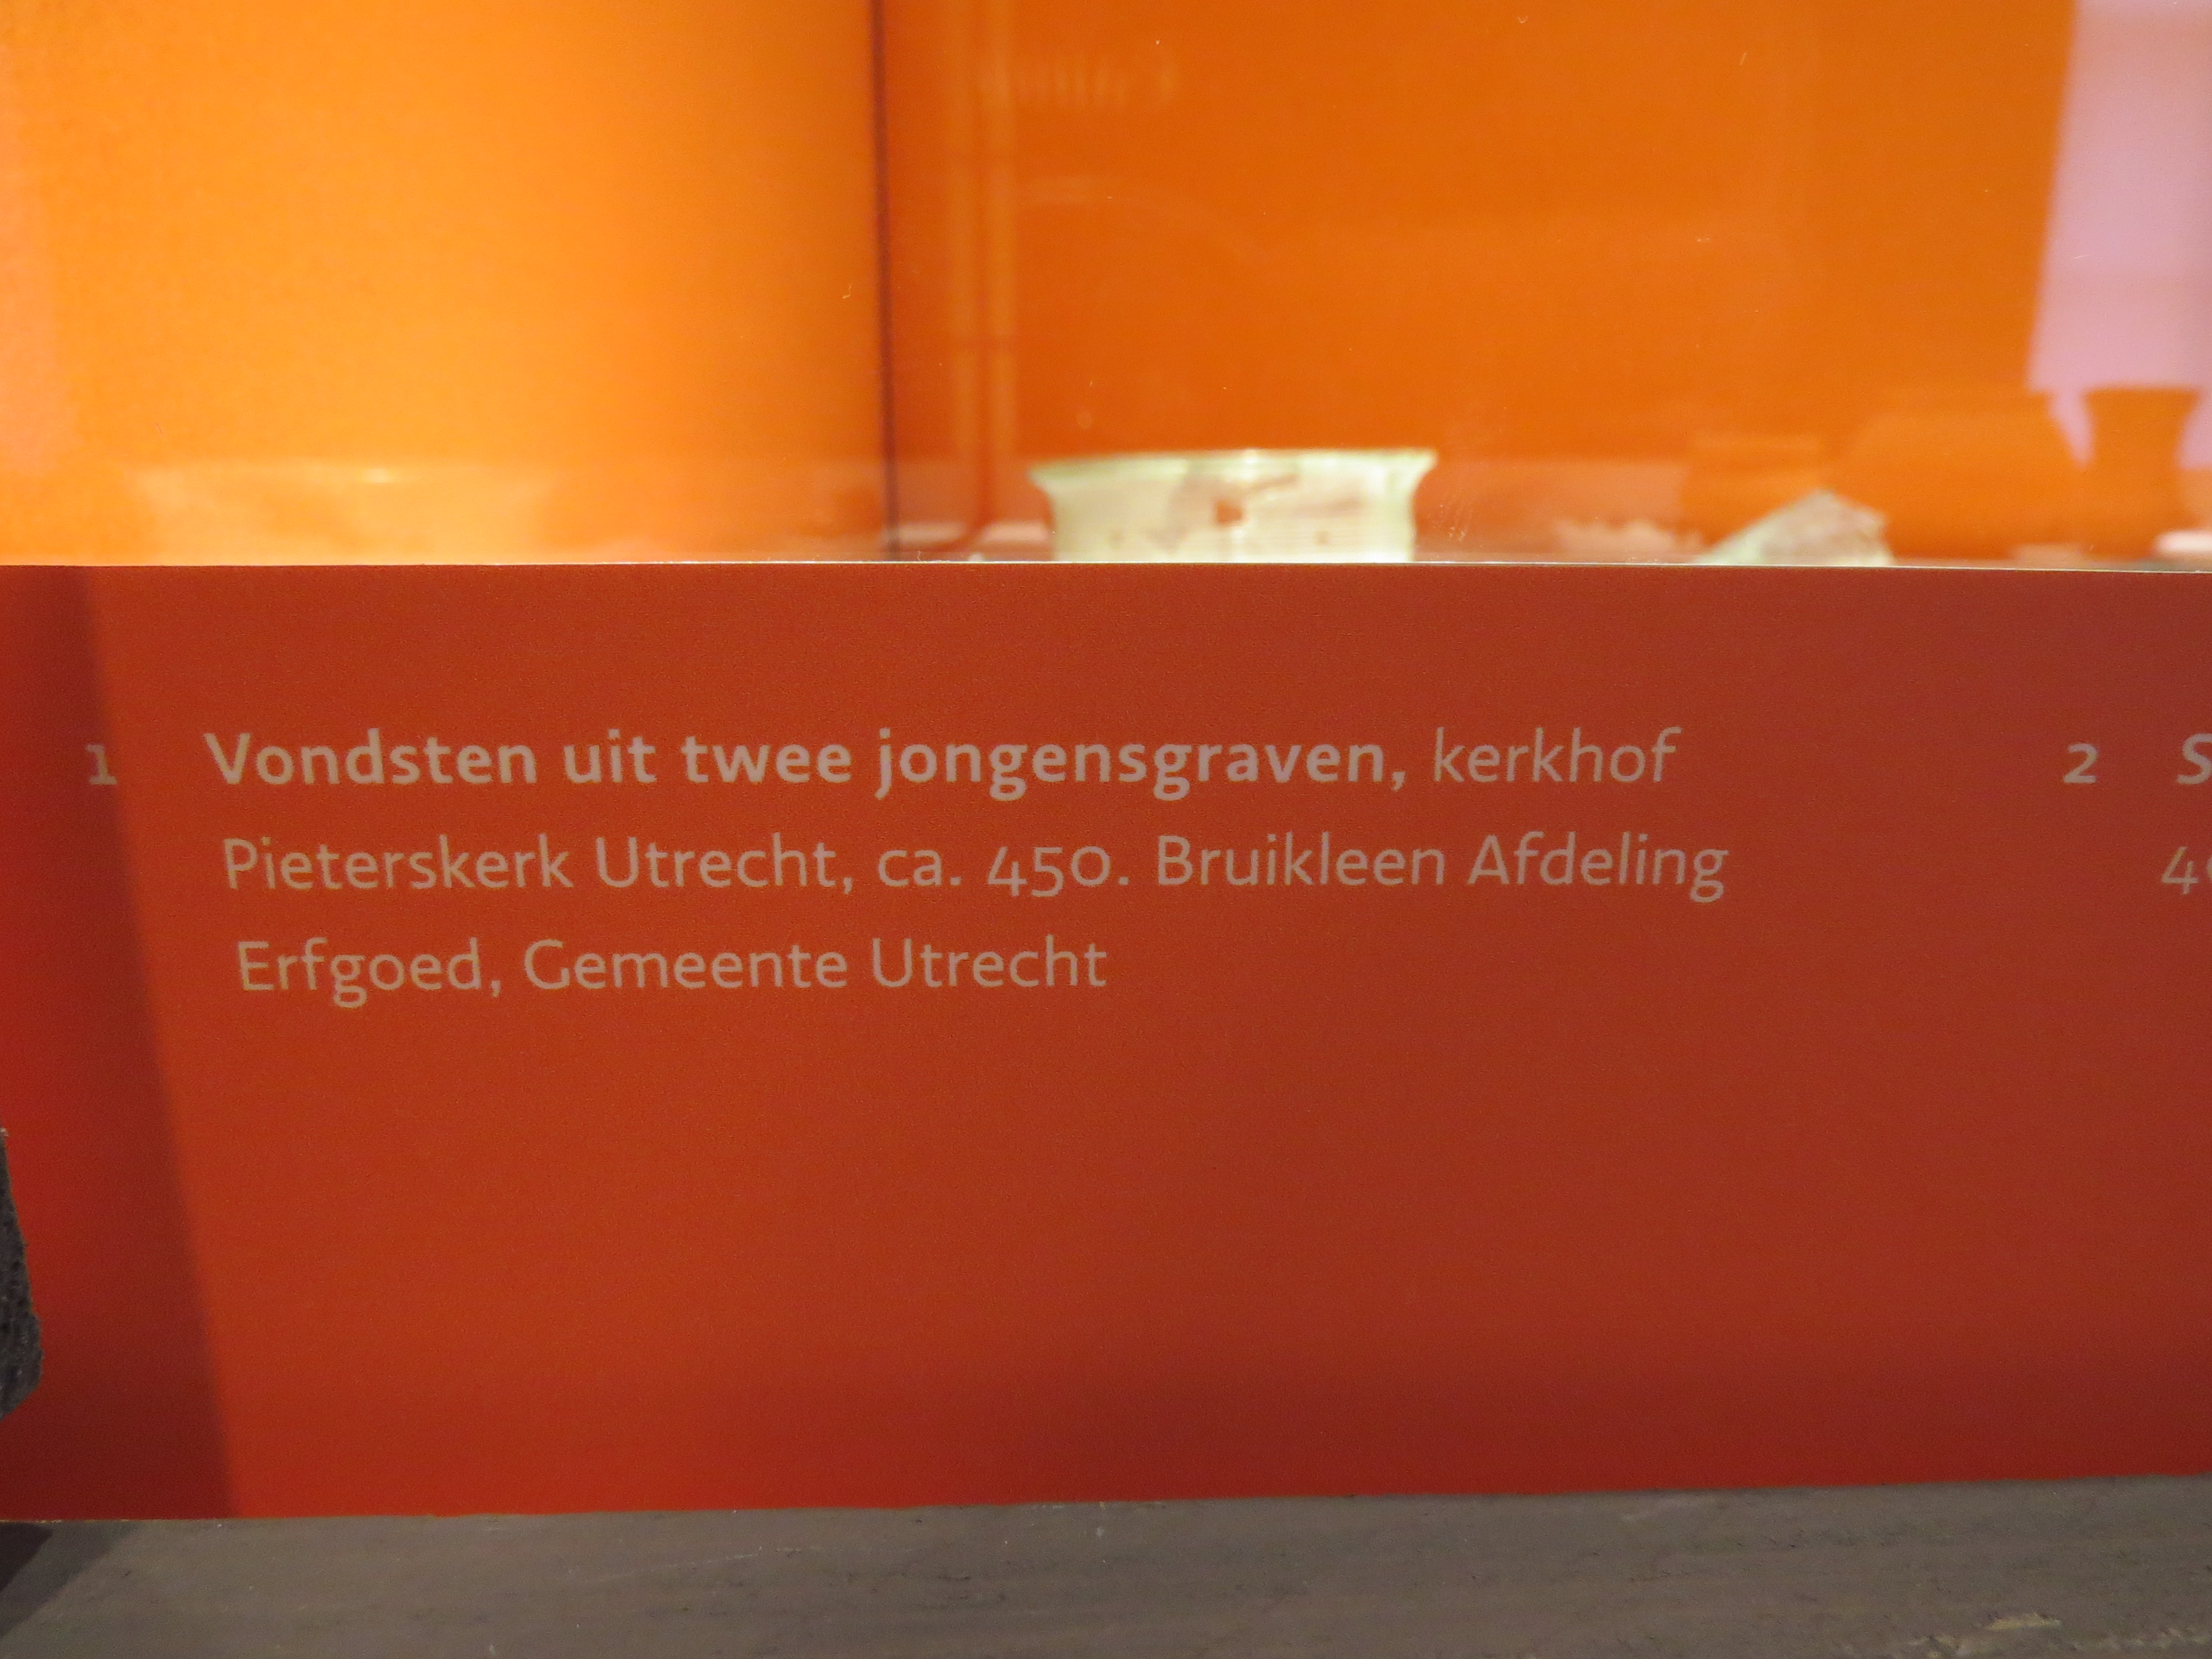 1 Vondsten uit twee jongensgraven, kerkhof
Pieterskerk Utrecht, ca. 450. Bruikleen Afdeling
Erfgoed, Gemeente Utrecht
2